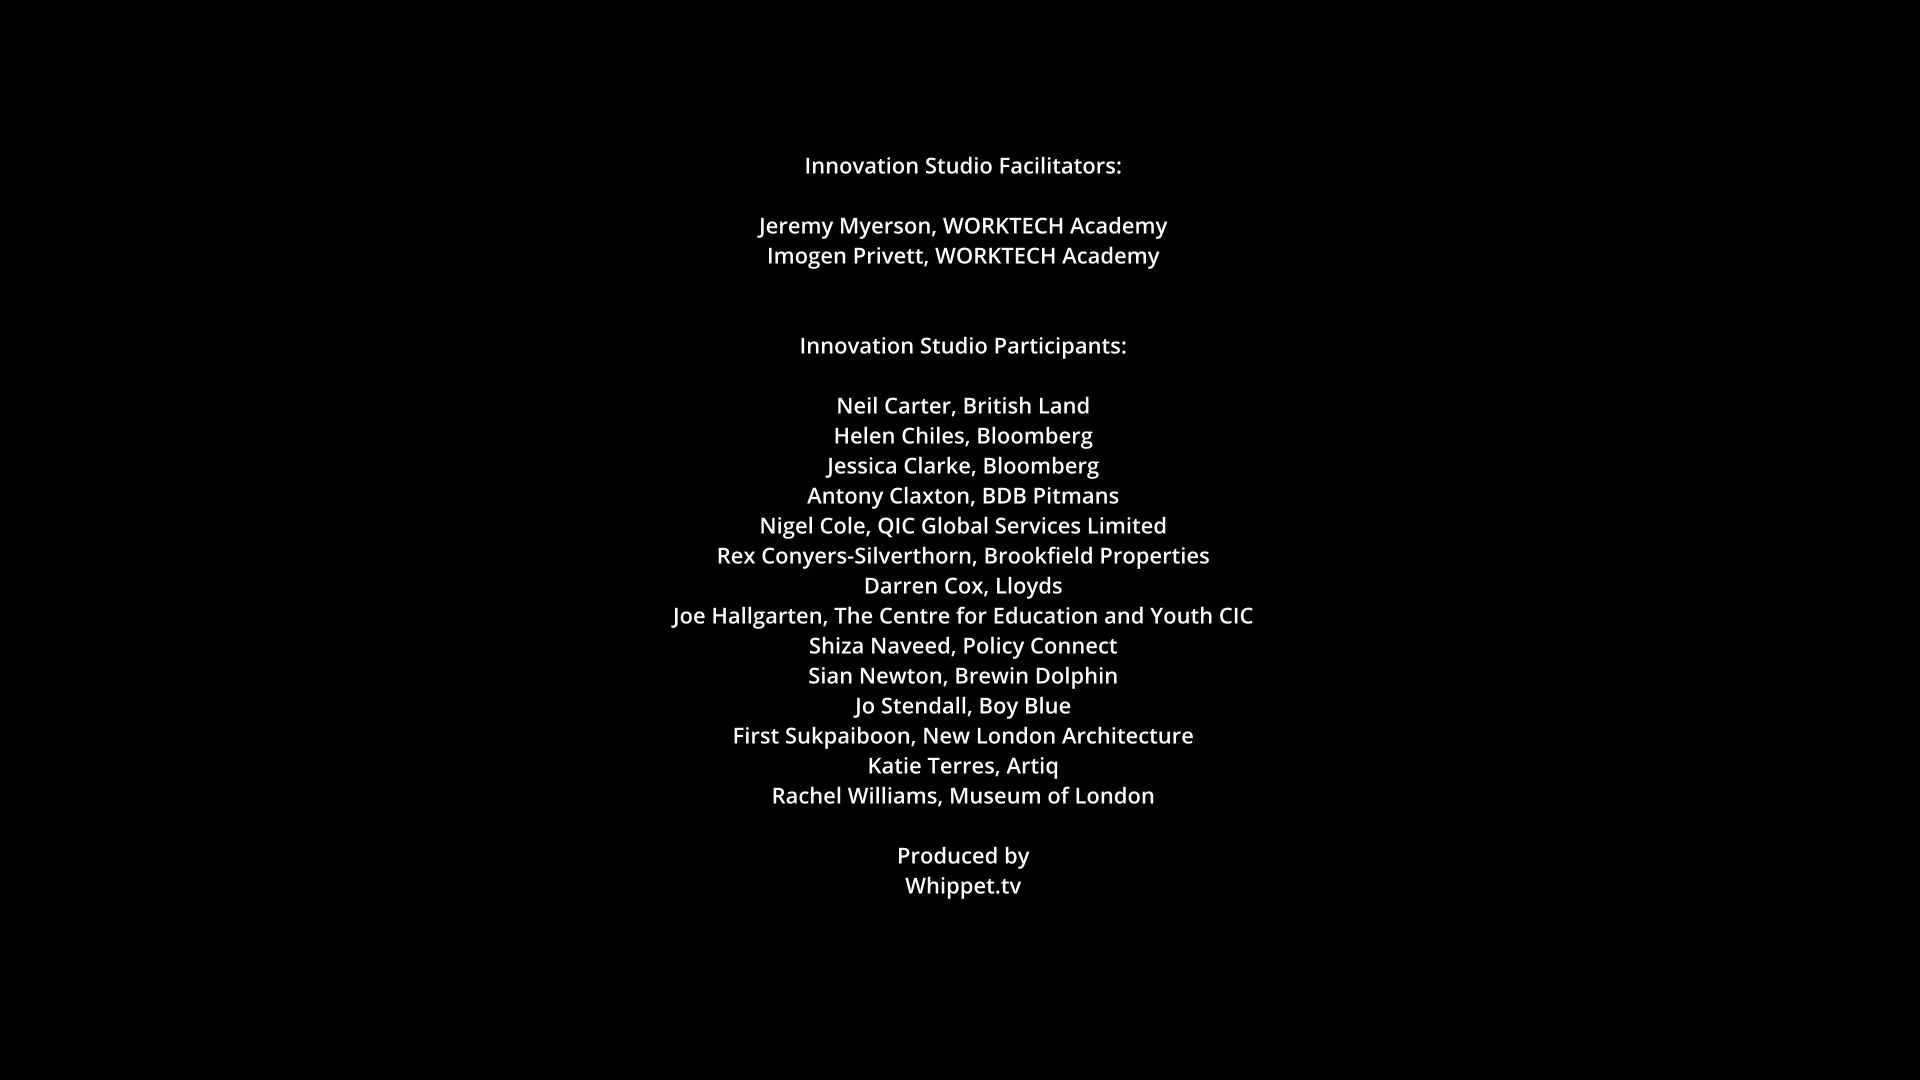 Innovation Studio Facilitators:
Jeremy Myerson, WORKTECH Academy
Imogen Privett, WORKTECH Academy
Innovation Studio Participants:
Neil Carter, British Land
Helen Chiles, Bloomberg
Jessica Clarke, Bloomberg
Antony Claxton, BDB Pitmans
Nigel Cole, QIC Global Services Limited
Rex Conyers-Silverthorn, Brookfield Properties
Darren Cox, Lloyds
Joe Hallgarten, The Centre for Education and Youth CIC
Shiza Naveed, Policy Connect
Sian Newton, Brewin Dolphin
Jo Stendall, Boy Blue
First Sukpaiboon, New London Architecture
Katie Terres, Artiq
Rachel Williams, Museum of London
Produced by
Whippet.tv